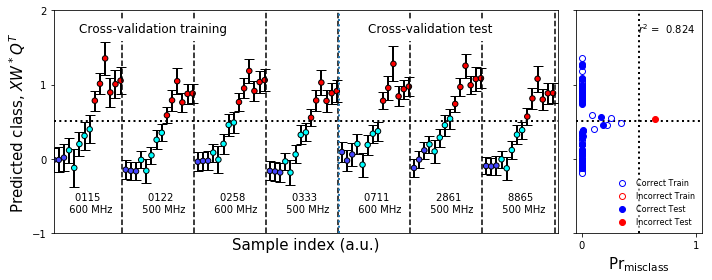 Cross-validation training
Cross-validation test
r² = 0.824
Predicted class, XW*Q^T
2
1
0
−1
0115
600 MHz
0122
500 MHz
0258
600 MHz
0333
500 MHz
0711
600 MHz
2861
500 MHz
8865
500 MHz
Sample index (a.u.)
Correct Train
Incorrect Train
Correct Test
Incorrect Test
0
1
Pr_misclass